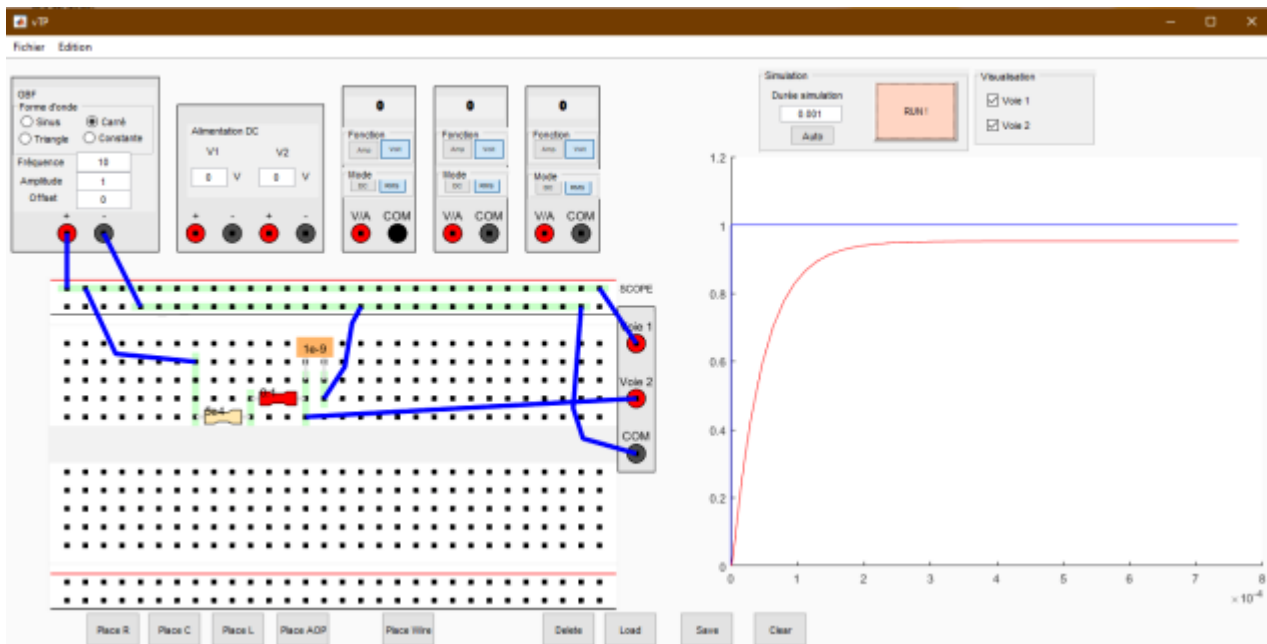 vTP
Fichier Edition
GBF
Forme d'onde
Sinus Carré
Triangle Constante
Fréquence 10
Amplitude 1
Offset 0
+ -
Alimentation DC
V1 V2
0 V 0 V
+ - + -
0
Fonction
Amp Volt
Mode
DC RMS
V/A COM
0
Fonction
Amp Volt
Mode
DC RMS
V/A COM
0
Fonction
Amp Volt
Mode
DC RMS
V/A COM
Simulation
Durée simulation
0.001
Auto
RUN !
Visualisation
Voie 1
Voie 2
SCOPE
Voie 1
Voie 2
COM
1e-9
5e4
1.2
1
0.8
0.6
0.4
0.2
0
0 1 2 3 4 5 6 7 8
×10⁻⁴
Place R Place C Place L Place AOP Place Wire Delete Load Save Clear